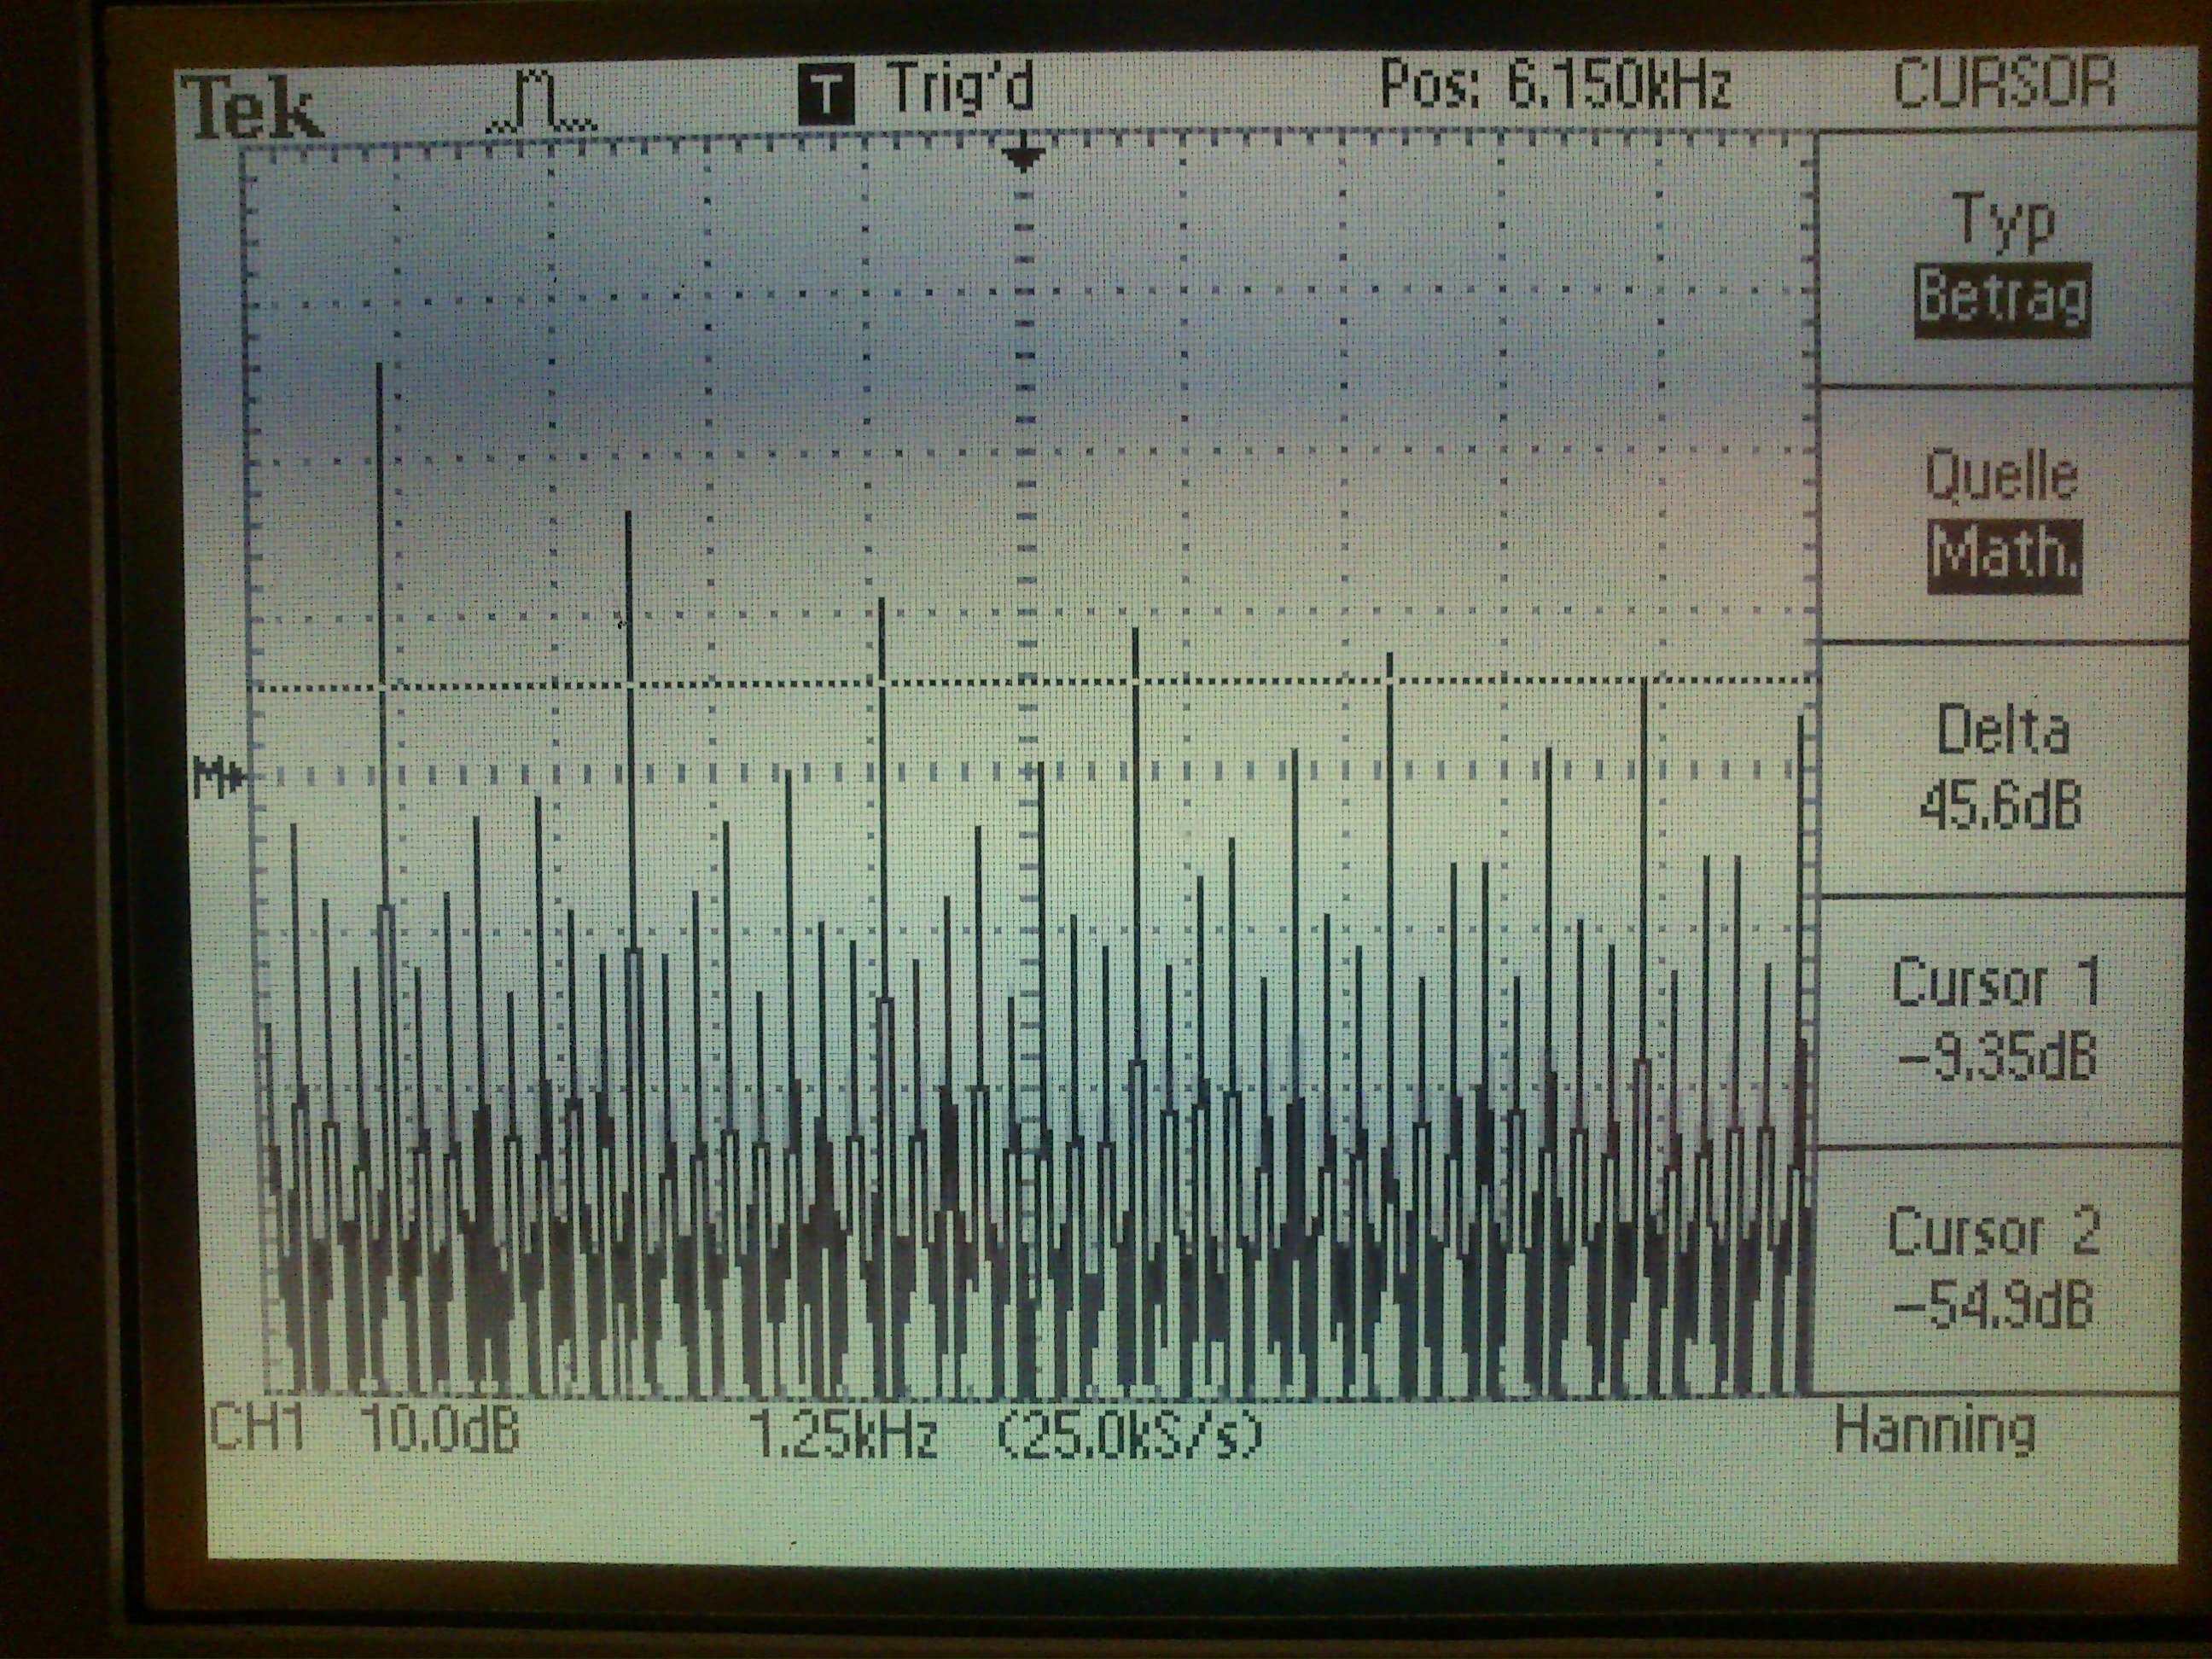 Tek T Trig'd Pos: 6.150kHz CURSOR
Typ
Betrag
Quelle
Math.
M
Delta
45.6dB
Cursor 1
-9.35dB
Cursor 2
-54.9dB
CH1 10.0dB 1.25kHz (25.0kS/s) Hanning